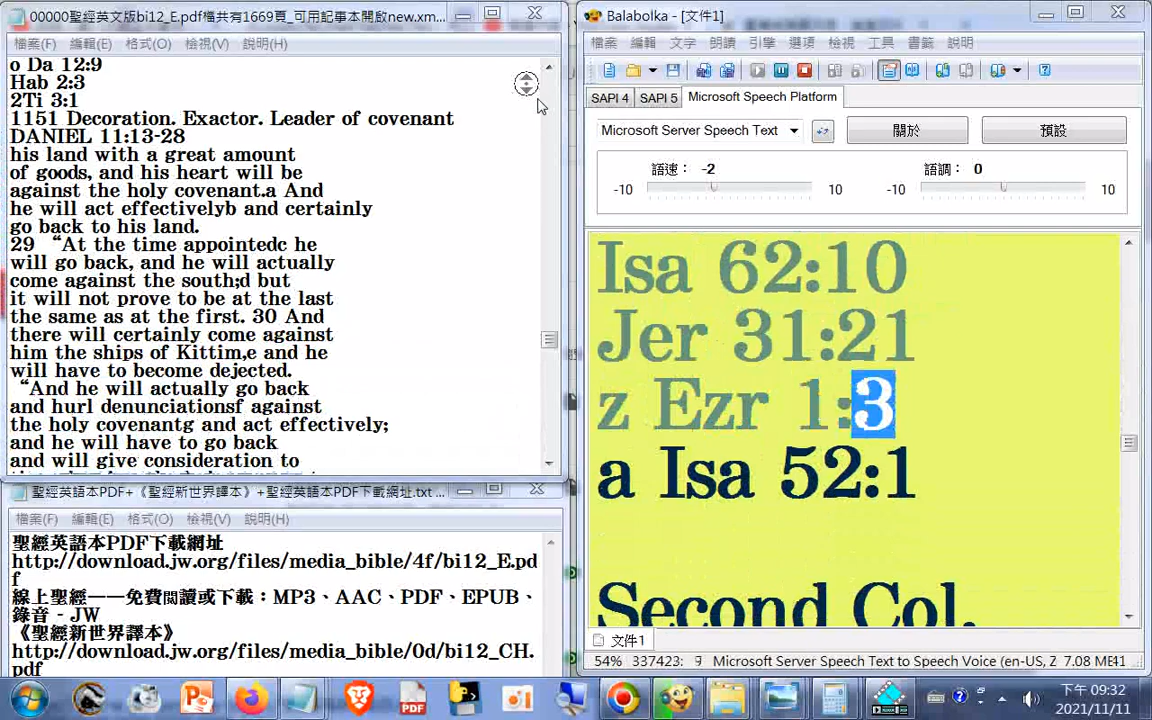 00000聖經英文版bi12_E.pdf檔共有1669頁_可用記事本開啟new.xm...
檔案(F) 編輯(E) 格式(O) 檢視(V) 說明(H)
o Da 12:9
Hab 2:3
2Ti 3:1
1151 Decoration. Exactor. Leader of covenant
DANIEL 11:13-28
his land with a great amount
of goods, and his heart will be
against the holy covenant.a And
he will act effectivelyb and certainly
go back to his land.
29 “At the time appointedc he
will go back, and he will actually
come against the south;d but
it will not prove to be at the last
the same as at the first. 30 And
there will certainly come against
him the ships of Kittim,e and he
will have to become dejected.
“And he will actually go back
and hurl denunciationsf against
the holy covenantg and act effectively;
and he will have to go back
and will give consideration to
聖經英語本PDF+《聖經新世界譯本》+聖經英語本PDF下載網址.txt ...
檔案(F) 編輯(E) 格式(O) 檢視(V) 說明(H)
聖經英語本PDF下載網址
http://download.jw.org/files/media_bible/4f/bi12_E.pd
f
線上聖經——免費閱讀或下載：MP3、AAC、PDF、EPUB、
錄音 - JW
《聖經新世界譯本》
http://download.jw.org/files/media_bible/0d/bi12_CH.
pdf
Balabolka - [文件1]
檔案 編輯 文字 朗讀 引擎 選項 檢視 工具 書籤 說明
SAPI 4 SAPI 5 Microsoft Speech Platform
Microsoft Server Speech Text 關於 預設
語速： -2 語調： 0
-10 10 -10 10
Isa 62:10
Jer 31:21
z Ezr 1:3
a Isa 52:1
Second Col.
文件1
54% 337423: 9 Microsoft Server Speech Text to Speech Voice (en-US, Z 7.08 ME41
下午 09:32
2021/11/11